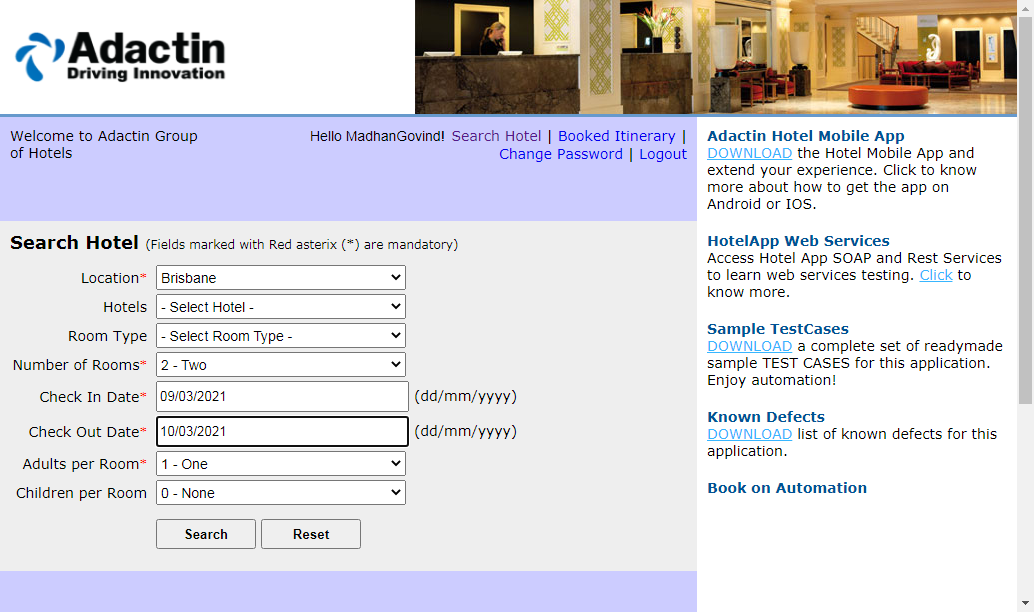 Adactin
Driving Innovation
Welcome to Adactin Group
of Hotels
Hello MadhanGovind! Search Hotel | Booked Itinerary |
Change Password | Logout
Search Hotel (Fields marked with Red asterix (*) are mandatory)
Location* Brisbane
Hotels - Select Hotel -
Room Type - Select Room Type -
Number of Rooms* 2 - Two
Check In Date* 09/03/2021 (dd/mm/yyyy)
Check Out Date* 10/03/2021 (dd/mm/yyyy)
Adults per Room* 1 - One
Children per Room 0 - None
Search Reset
Adactin Hotel Mobile App
DOWNLOAD the Hotel Mobile App and
extend your experience. Click to know
more about how to get the app on
Android or IOS.
HotelApp Web Services
Access Hotel App SOAP and Rest Services
to learn web services testing. Click to
know more.
Sample TestCases
DOWNLOAD a complete set of readymade
sample TEST CASES for this application.
Enjoy automation!
Known Defects
DOWNLOAD list of known defects for this
application.
Book on Automation